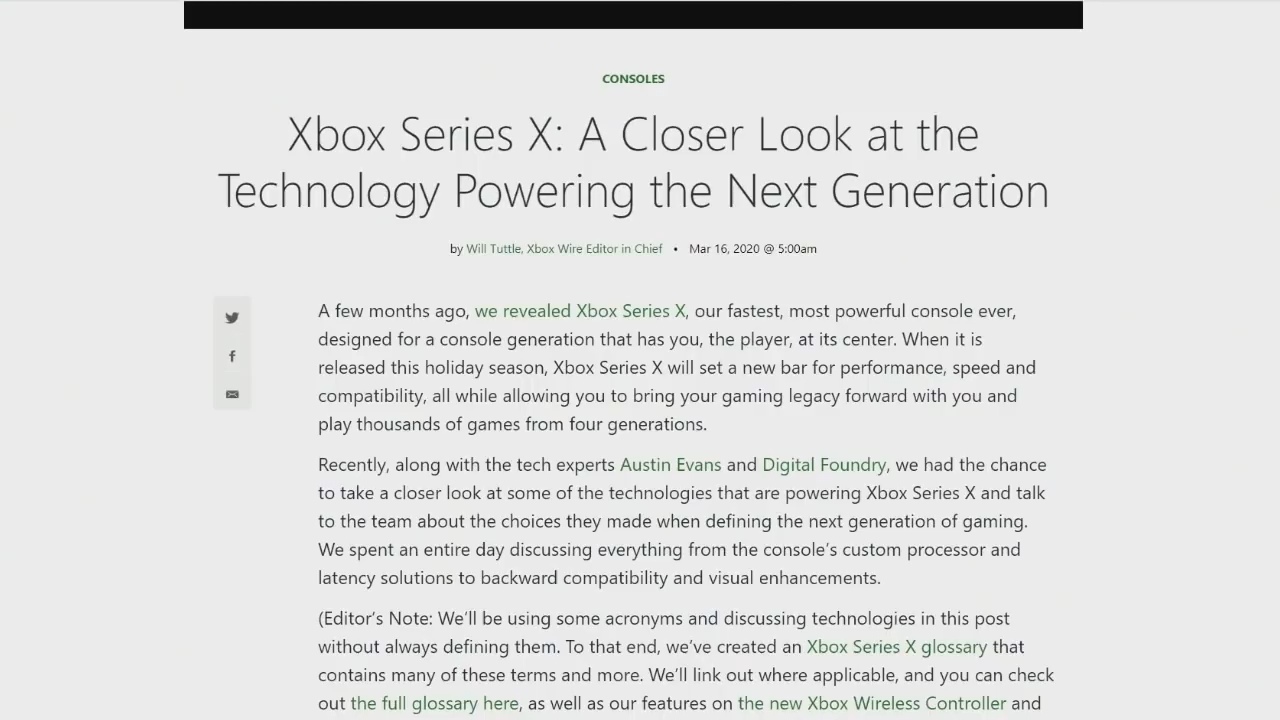 CONSOLES
Xbox Series X: A Closer Look at the
Technology Powering the Next Generation
by Will Tuttle, Xbox Wire Editor in Chief • Mar 16, 2020 @ 5:00am
A few months ago, we revealed Xbox Series X, our fastest, most powerful console ever,
designed for a console generation that has you, the player, at its center. When it is
released this holiday season, Xbox Series X will set a new bar for performance, speed and
compatibility, all while allowing you to bring your gaming legacy forward with you and
play thousands of games from four generations.
Recently, along with the tech experts Austin Evans and Digital Foundry, we had the chance
to take a closer look at some of the technologies that are powering Xbox Series X and talk
to the team about the choices they made when defining the next generation of gaming.
We spent an entire day discussing everything from the console’s custom processor and
latency solutions to backward compatibility and visual enhancements.
(Editor’s Note: We’ll be using some acronyms and discussing technologies in this post
without always defining them. To that end, we’ve created an Xbox Series X glossary that
contains many of these terms and more. We’ll link out where applicable, and you can check
out the full glossary here, as well as our features on the new Xbox Wireless Controller and